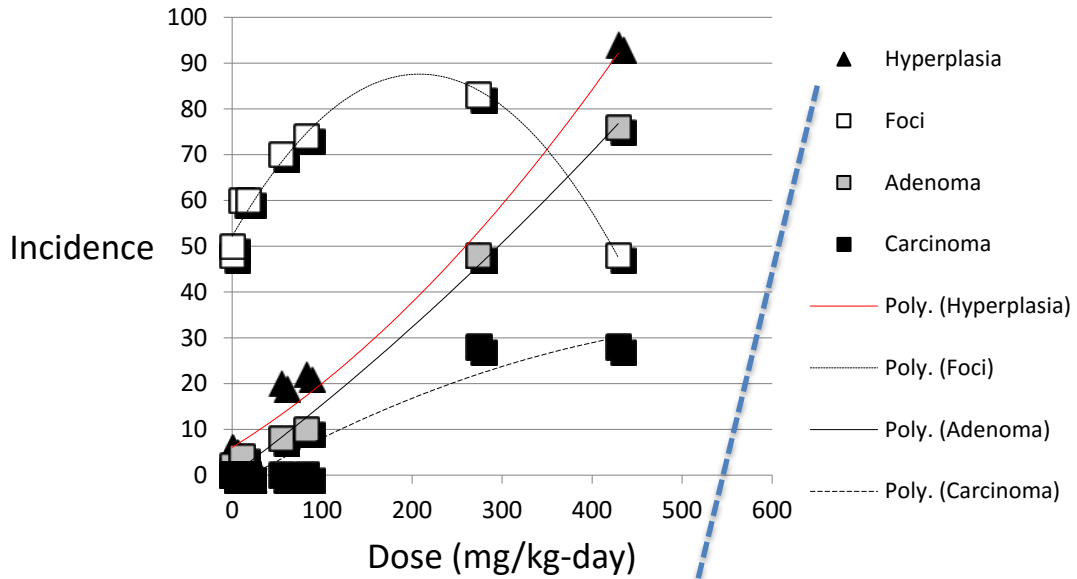 100
90
80
70
60
50
40
30
20
10
0
Incidence
0 100 200 300 400 500 600
Dose (mg/kg-day)
Hyperplasia
Foci
Adenoma
Carcinoma
Poly. (Hyperplasia)
Poly. (Foci)
Poly. (Adenoma)
Poly. (Carcinoma)